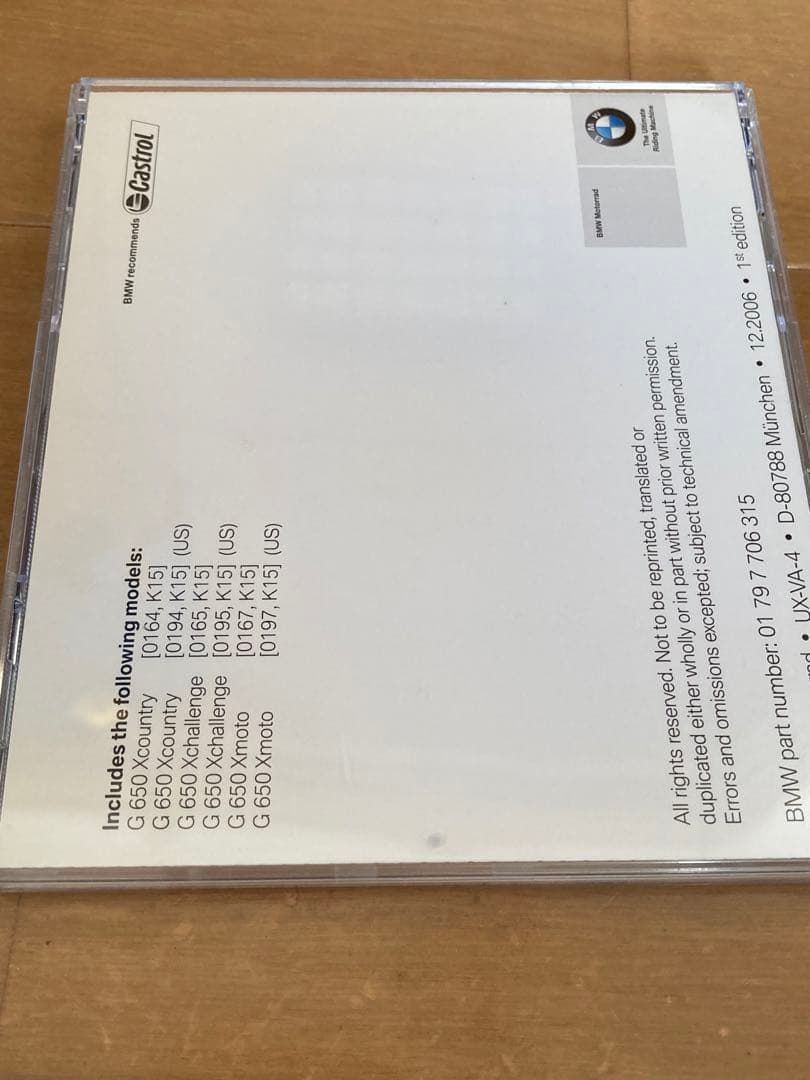 BMW recommends Castrol
Includes the following models:
G 650 Xcountry [0164, K15]
G 650 Xcountry [0194, K15] (US)
G 650 Xchallenge [0165, K15]
G 650 Xchallenge [0195, K15] (US)
G 650 Xmoto [0167, K15]
G 650 Xmoto [0197, K15] (US)
BMW Motorrad
BMW
The Ultimate
Riding Machine
All rights reserved. Not to be reprinted, translated or
duplicated either wholly or in part without prior written permission.
Errors and omissions excepted; subject to technical amendment.
BMW part number: 01 79 7 706 315
• UX-VA-4 • D-80788 München • 12.2006 • 1st edition